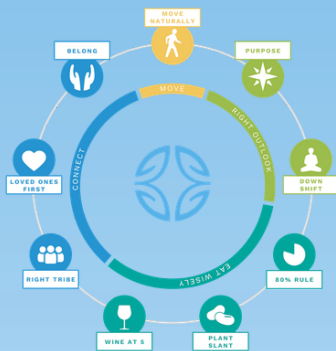 MOVE
NATURALLY
BELONG
PURPOSE
MOVE
RIGHT OUTLOOK
CONNECT
LOVED ONES
FIRST
DOWN
SHIFT
RIGHT TRIBE
80% RULE
EAT WISELY
WINE AT 5
PLANT
SLANT